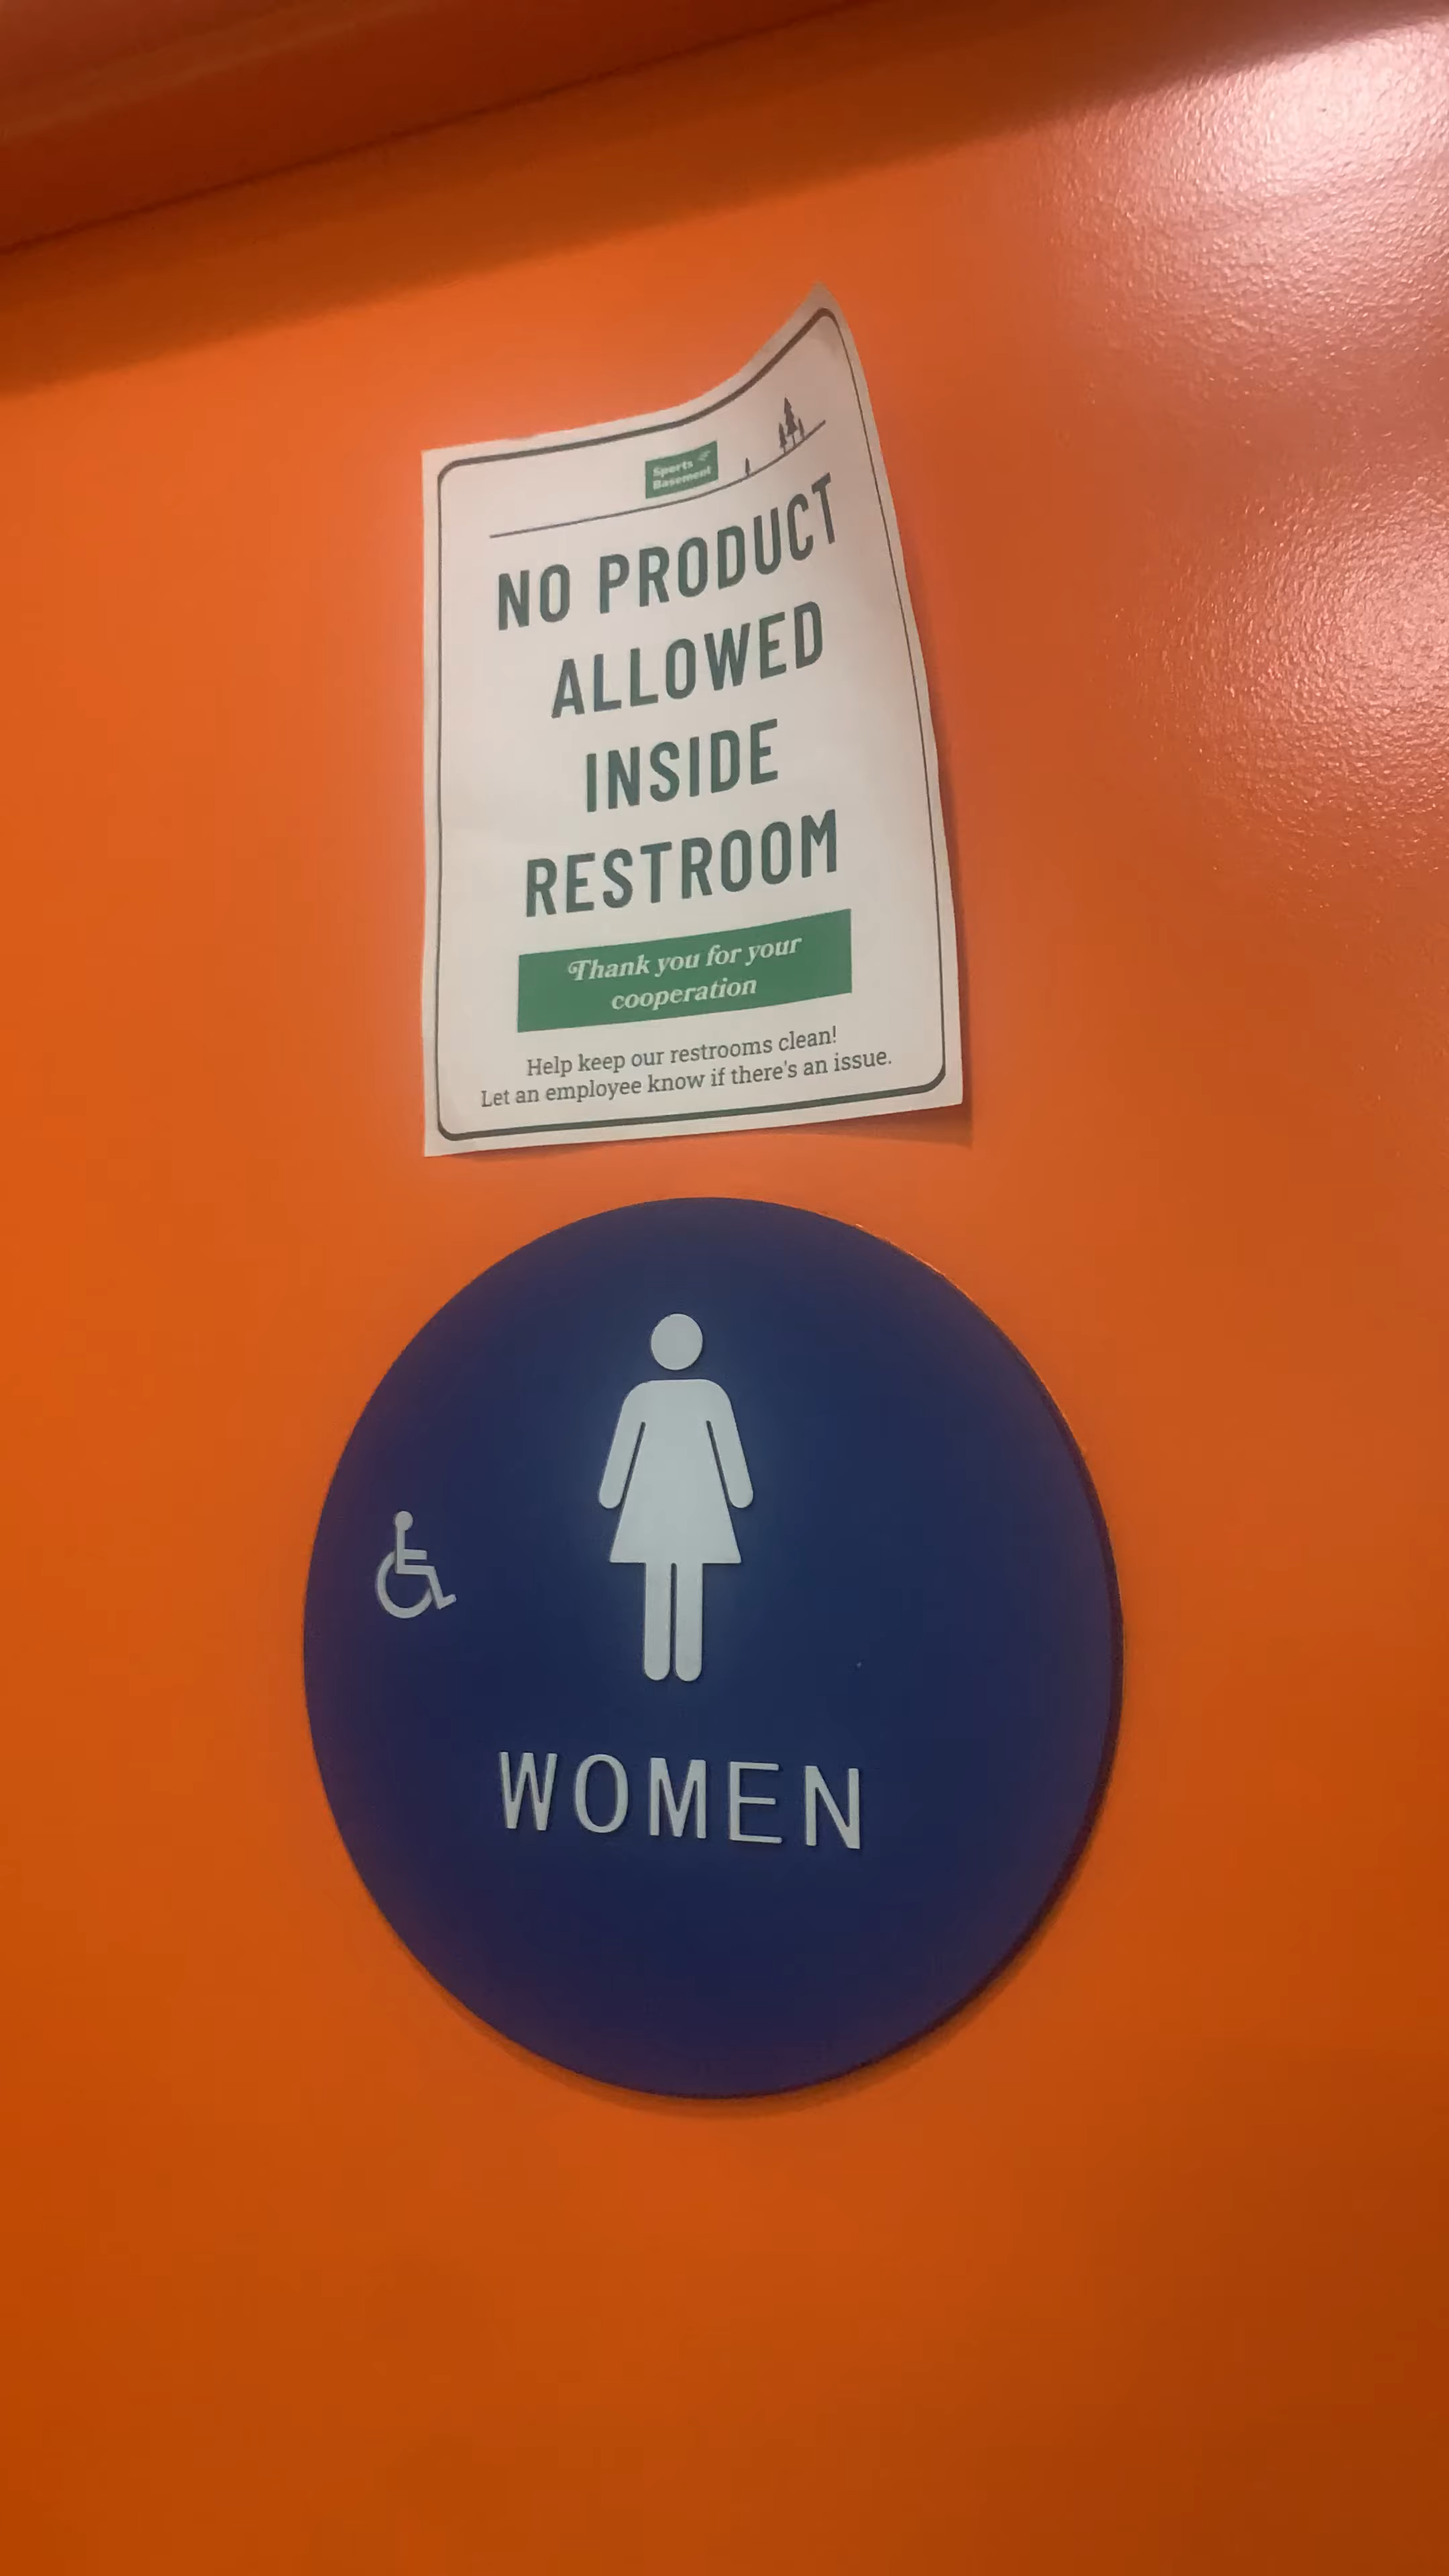 Sports
Basement
NO PRODUCT
ALLOWED
INSIDE
RESTROOM
Thank you for your
cooperation
Help keep our restrooms clean!
Let an employee know if there's an issue.
WOMEN